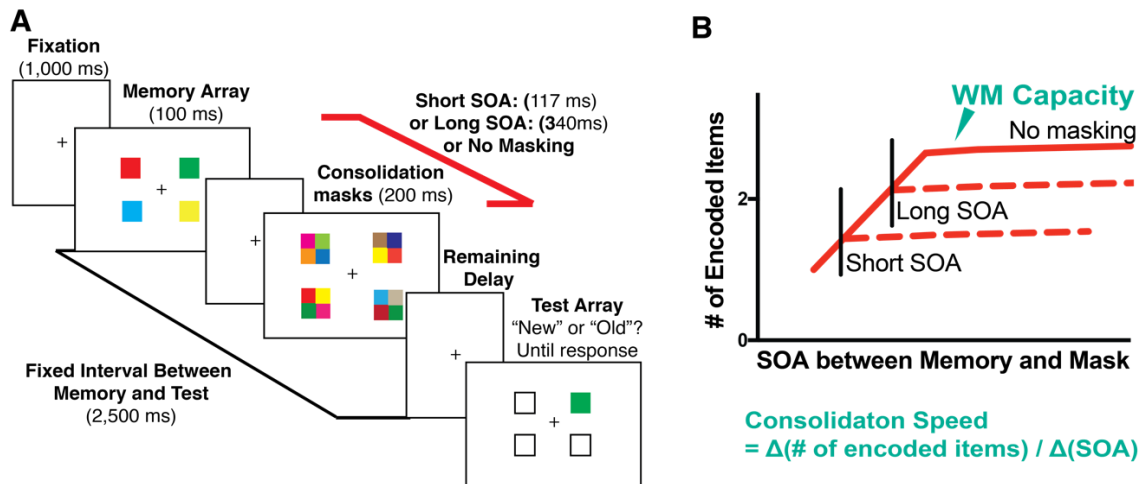 A
Fixation
(1,000 ms)
Memory Array
(100 ms)
Short SOA: (117 ms)
or Long SOA: (340ms)
or No Masking
Consolidation
masks (200 ms)
Remaining
Delay
Test Array
“New” or “Old”?
Until response
Fixed Interval Between
Memory and Test
(2,500 ms)
B
WM Capacity
No masking
Long SOA
Short SOA
# of Encoded Items
2
0
SOA between Memory and Mask
Consolidaton Speed
= Δ(# of encoded items) / Δ(SOA)